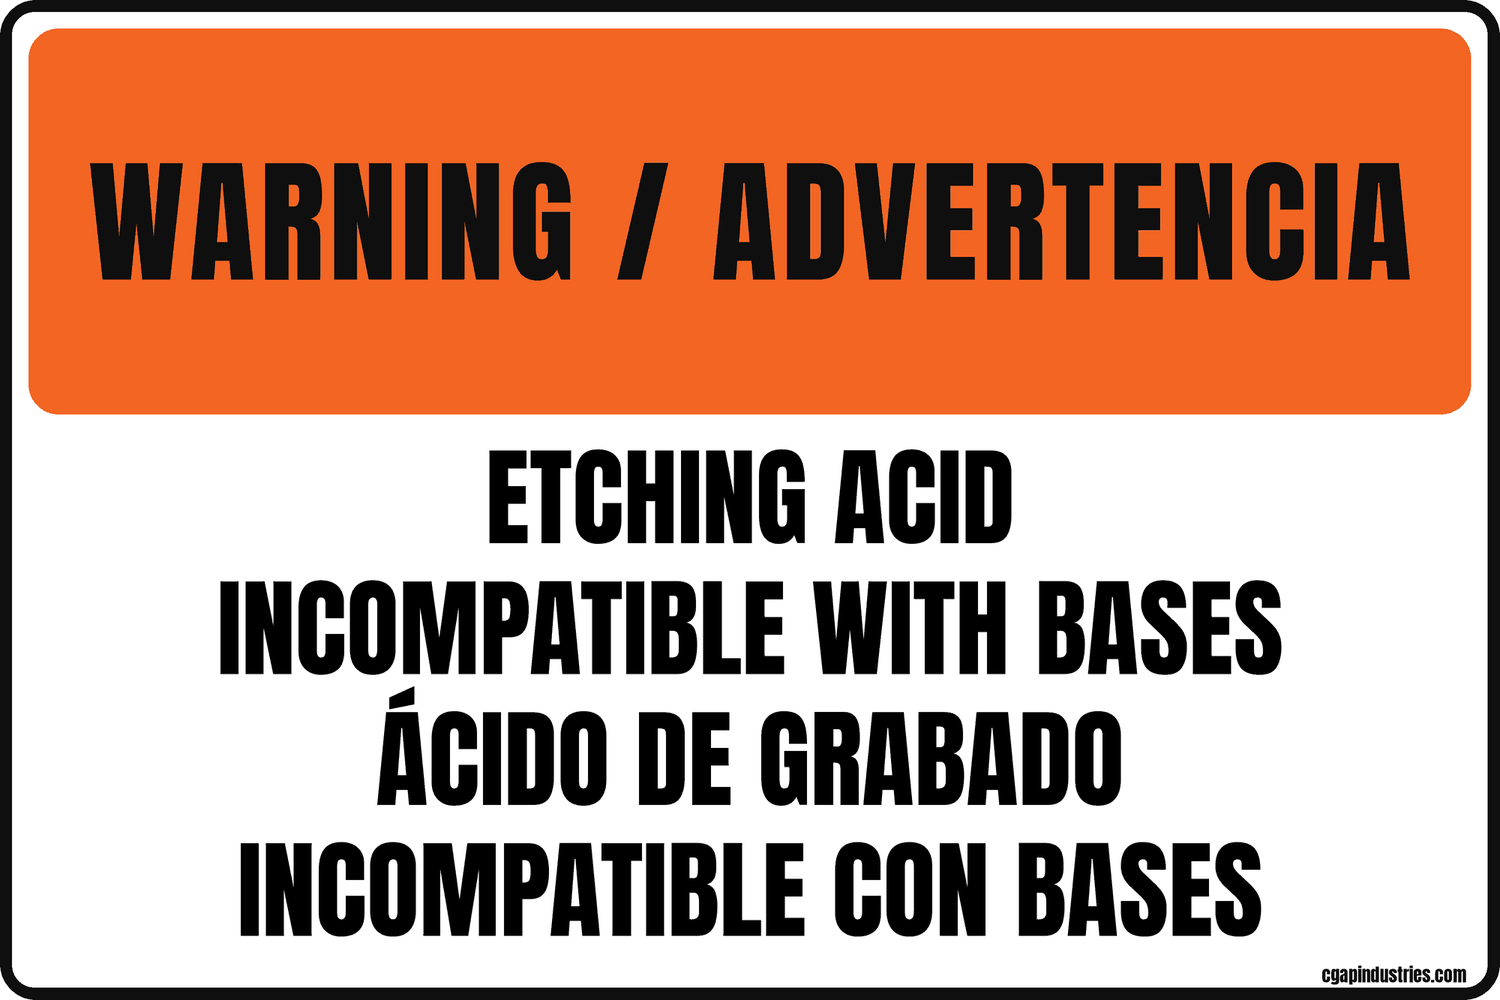 WARNING / ADVERTENCIA
ETCHING ACID
INCOMPATIBLE WITH BASES
ÁCIDO DE GRABADO
INCOMPATIBLE CON BASES
cgapindustries.com